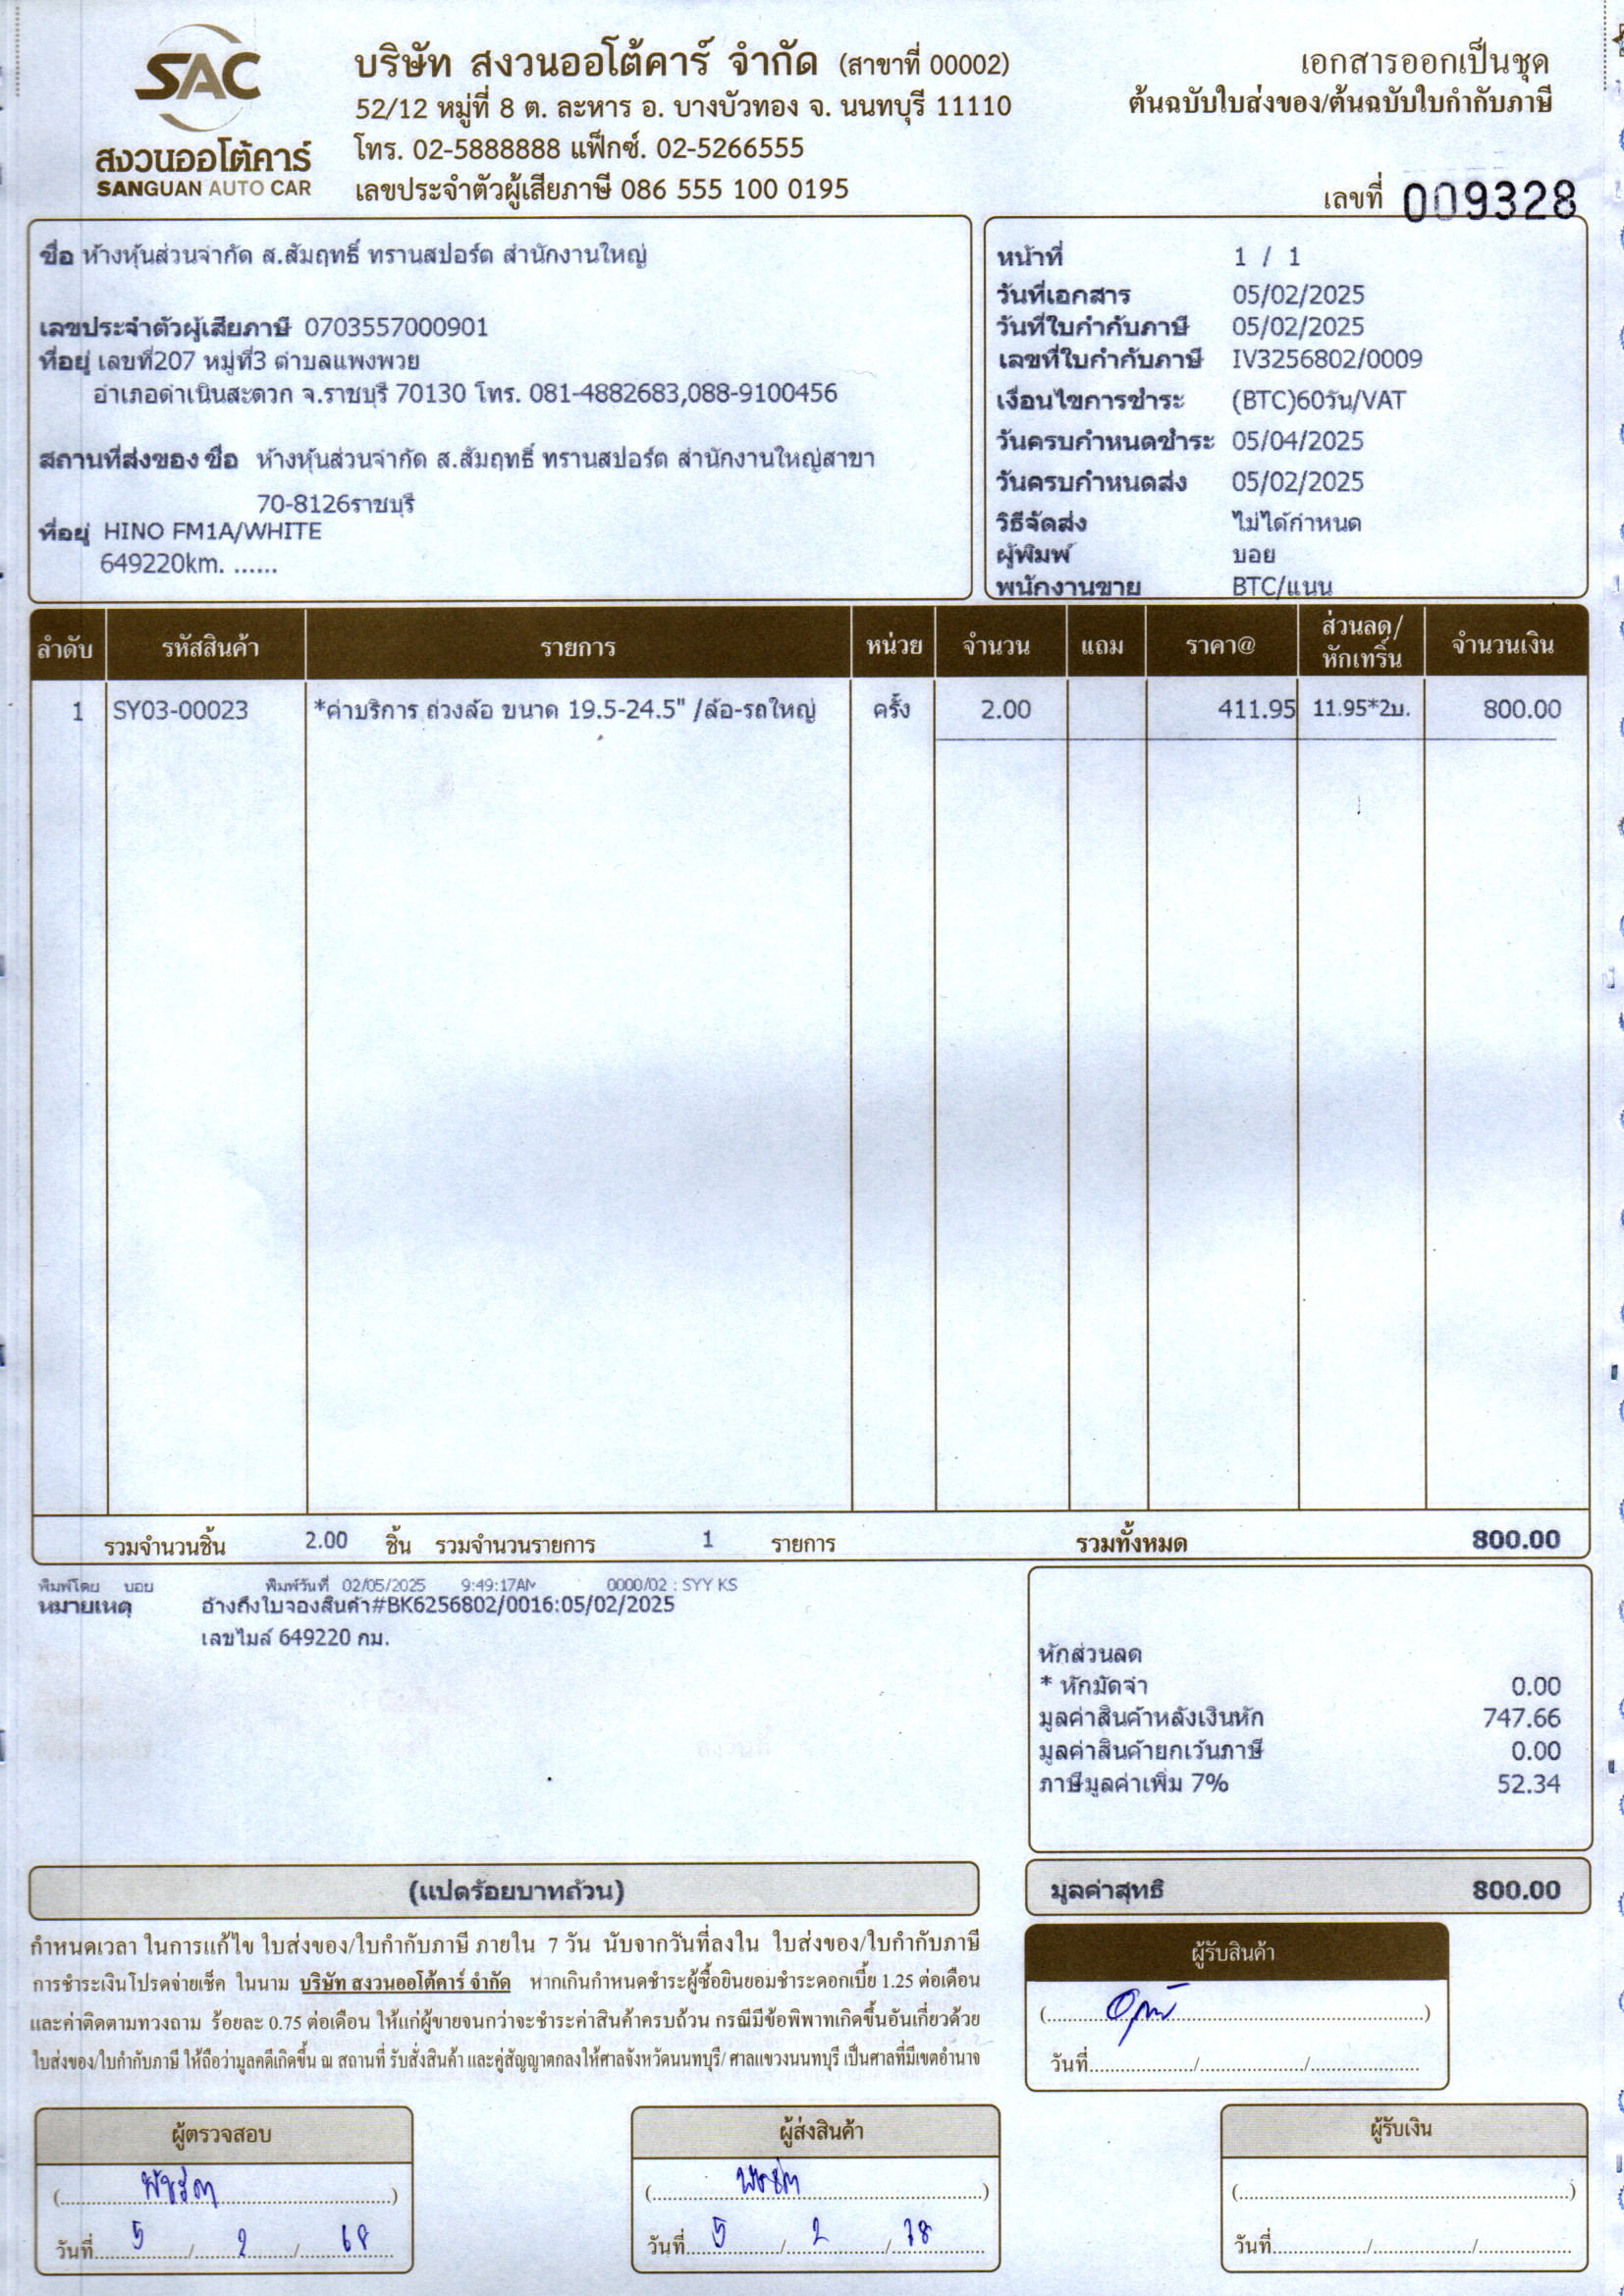 SAC
สงวนออโต้คาร์
SANGUAN AUTO CAR
บริษัท สงวนออโต้คาร์ จำกัด (สาขาที่ 00002)
52/12 หมู่ที่ 8 ต. ละหาร อ. บางบัวทอง จ. นนทบุรี 11110
โทร. 02-5888888 แฟ็กซ์. 02-5266555
เลขประจำตัวผู้เสียภาษี 086 555 100 0195
เอกสารออกเป็นชุด
ต้นฉบับใบส่งของ/ต้นฉบับใบกำกับภาษี
เลขที่ 009328
ชื่อ ห้างหุ้นส่วนจำกัด ส.สัมฤทธิ์ ทรานสปอร์ต สำนักงานใหญ่
เลขประจำตัวผู้เสียภาษี 0703557000901
ที่อยู่ เลขที่207 หมู่ที่3 ตำบลแพงพวย
อำเภอดำเนินสะดวก จ.ราชบุรี 70130 โทร. 081-4882683,088-9100456
สถานที่ส่งของ ชื่อ ห้างหุ้นส่วนจำกัด ส.สัมฤทธิ์ ทรานสปอร์ต สำนักงานใหญ่สาขา
70-8126ราชบุรี
ที่อยู่ HINO FM1A/WHITE
649220km. ......
หน้าที่ 1 / 1
วันที่เอกสาร 05/02/2025
วันที่ใบกำกับภาษี 05/02/2025
เลขที่ใบกำกับภาษี IV3256802/0009
เงื่อนไขการชำระ (BTC)60วัน/VAT
วันครบกำหนดชำระ 05/04/2025
วันครบกำหนดส่ง 05/02/2025
วิธีจัดส่ง ไม่ได้กำหนด
ผู้พิมพ์ บอย
พนักงานขาย BTC/แนน
ลำดับ รหัสสินค้า รายการ หน่วย จำนวน แถม ราคา@ ส่วนลด/หักเทริ์น จำนวนเงิน
1 SY03-00023 *ค่าบริการ ถ่วงล้อ ขนาด 19.5-24.5" /ล้อ-รถใหญ่ ครั้ง 2.00 411.95 11.95*2บ. 800.00
รวมจำนวนชิ้น 2.00 ชิ้น รวมจำนวนรายการ 1 รายการ รวมทั้งหมด 800.00
พิมพ์โดย บอย พิมพ์วันที่ 02/05/2025 9:49:17AM 0000/02 : SYY KS
หมายเหตุ อ้างถึงใบจองสินค้า#BK6256802/0016:05/02/2025
เลขไมล์ 649220 กม.
หักส่วนลด
* หักมัดจำ 0.00
มูลค่าสินค้าหลังเงินหัก 747.66
มูลค่าสินค้ายกเว้นภาษี 0.00
ภาษีมูลค่าเพิ่ม 7% 52.34
(แปดร้อยบาทถ้วน)
มูลค่าสุทธิ 800.00
กำหนดเวลา ในการแก้ไข ใบส่งของ/ใบกำกับภาษี ภายใน 7 วัน นับจากวันที่ลงใน ใบส่งของ/ใบกำกับภาษี
การชำระเงินโปรดจ่ายเช็ค ในนาม บริษัท สงวนออโต้คาร์ จำกัด หากเกินกำหนดชำระผู้ซื้อยินยอมชำระดอกเบี้ย 1.25 ต่อเดือน
และค่าติดตามทวงถาม ร้อยละ 0.75 ต่อเดือน ให้แก่ผู้ขายจนกว่าจะชำระค่าสินค้าครบถ้วน กรณีมีข้อพิพาทเกิดขึ้นอันเกี่ยวด้วย
ใบส่งของ/ใบกำกับภาษี ให้ถือว่ามูลคดีเกิดขึ้น ณ สถานที่ รับสั่งสินค้า และคู่สัญญาตกลงให้ศาลจังหวัดนนทบุรี/ ศาลแขวงนนทบุรี เป็นศาลที่มีเขตอำนาจ
ผู้รับสินค้า
วันที่............/............/............
ผู้ตรวจสอบ
วันที่ 5 / 2 / 68
ผู้ส่งสินค้า
วันที่ 5 / 2 /
ผู้รับเงิน
(............)
วันที่............/............/............